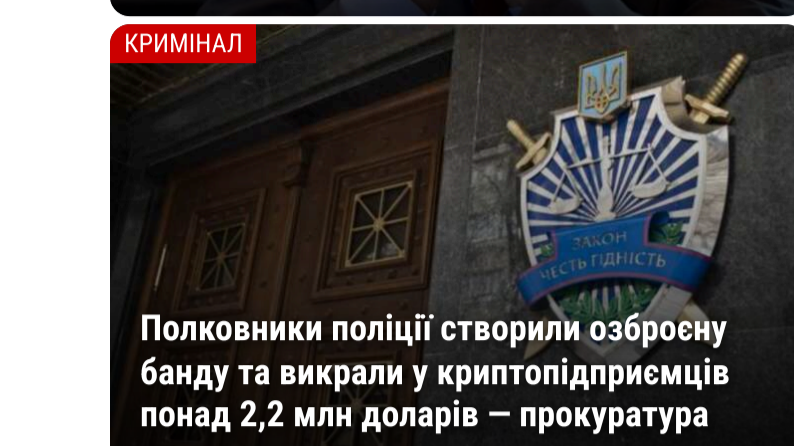 КРИМІНАЛ
ЗАКОН
ЧЕСТЬ ГІДНІСТЬ
Полковники поліції створили озброєну
банду та викрали у криптопідприємців
понад 2,2 млн доларів — прокуратура